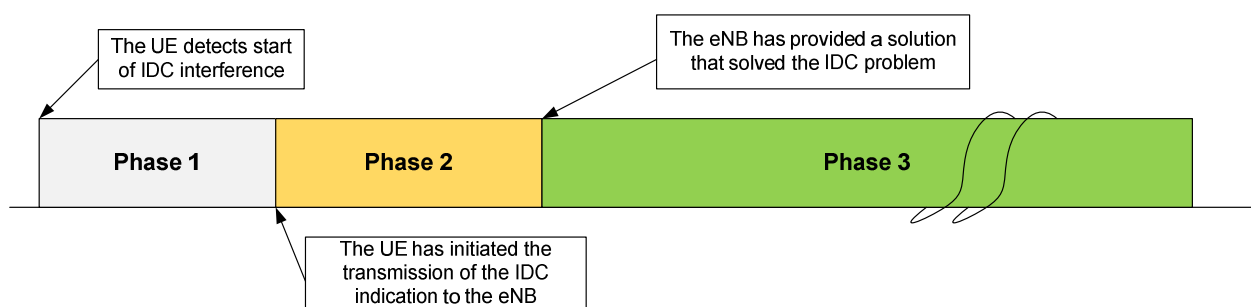 The UE detects start
of IDC interference
The eNB has provided a solution
that solved the IDC problem
Phase 1
Phase 2
Phase 3
The UE has initiated the
transmission of the IDC
indication to the eNB